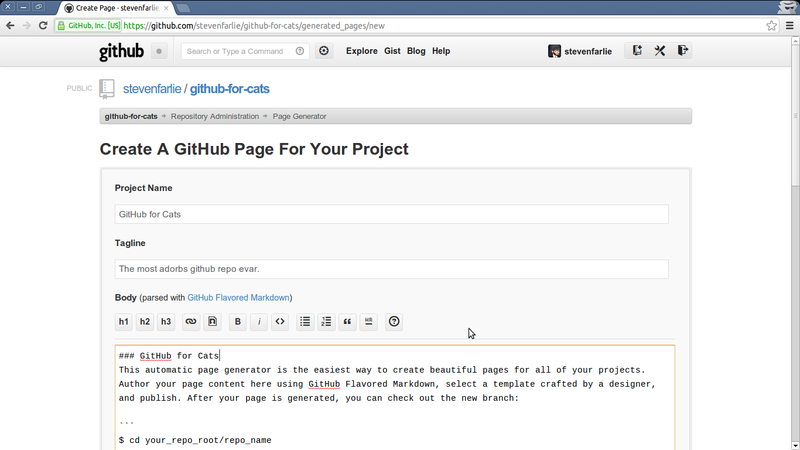 Create Page - stevenfarlie
GitHub, Inc. [US] https://github.com/stevenfarlie/github-for-cats/generated_pages/new
github Search or Type a Command Explore Gist Blog Help stevenfarlie
PUBLIC stevenfarlie / github-for-cats
github-for-cats Repository Administration Page Generator
Create A GitHub Page For Your Project
Project Name
GitHub for Cats
Tagline
The most adorbs github repo evar.
Body (parsed with GitHub Flavored Markdown)
h1 h2 h3 B i <> “ HR ?
### GitHub for Cats
This automatic page generator is the easiest way to create beautiful pages for all of your projects.
Author your page content here using GitHub Flavored Markdown, select a template crafted by a designer,
and publish. After your page is generated, you can check out the new branch:
```
$ cd your_repo_root/repo_name